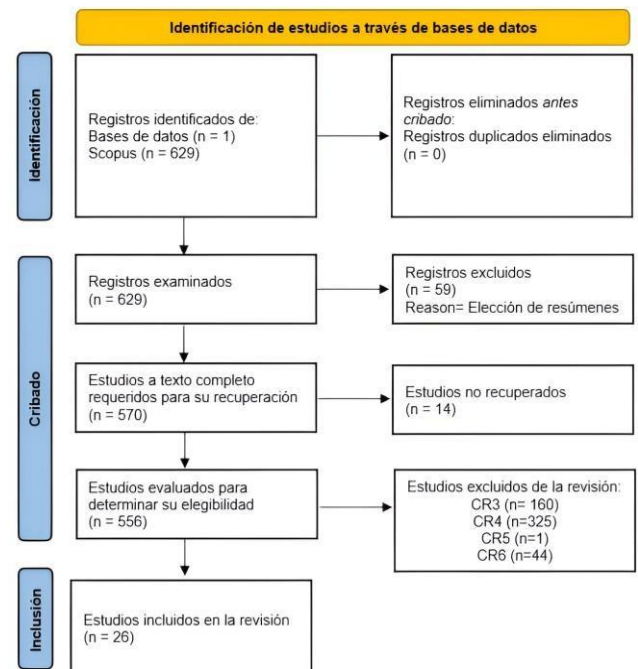 Identificación de estudios a través de bases de datos
Identificación
Registros identificados de:
Bases de datos (n = 1)
Scopus (n = 629)
Registros eliminados antes
cribado:
Registros duplicados eliminados
(n = 0)
Cribado
Registros examinados
(n = 629)
Registros excluidos
(n = 59)
Reason= Elección de resúmenes
Estudios a texto completo
requeridos para su recuperación
(n = 570)
Estudios no recuperados
(n = 14)
Estudios evaluados para
determinar su elegibilidad
(n = 556)
Estudios excluidos de la revisión:
CR3 (n= 160)
CR4 (n=325)
CR5 (n=1)
CR6 (n=44)
Inclusión
Estudios incluidos en la revisión
(n = 26)